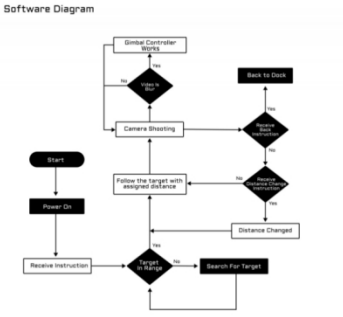 Software Diagram
Gimbal Controller
Works
Yes
No
Video is
Blur
Back to Dock
Yes
Camera Shooting
Receive
Back
Instruction
No
Start
Follow the target with
assigned distance
No
Receive
Distance Change
Instruction
Yes
Power On
Distance Changed
Yes
Receive Instruction
Target
In Range
No
Search For Target